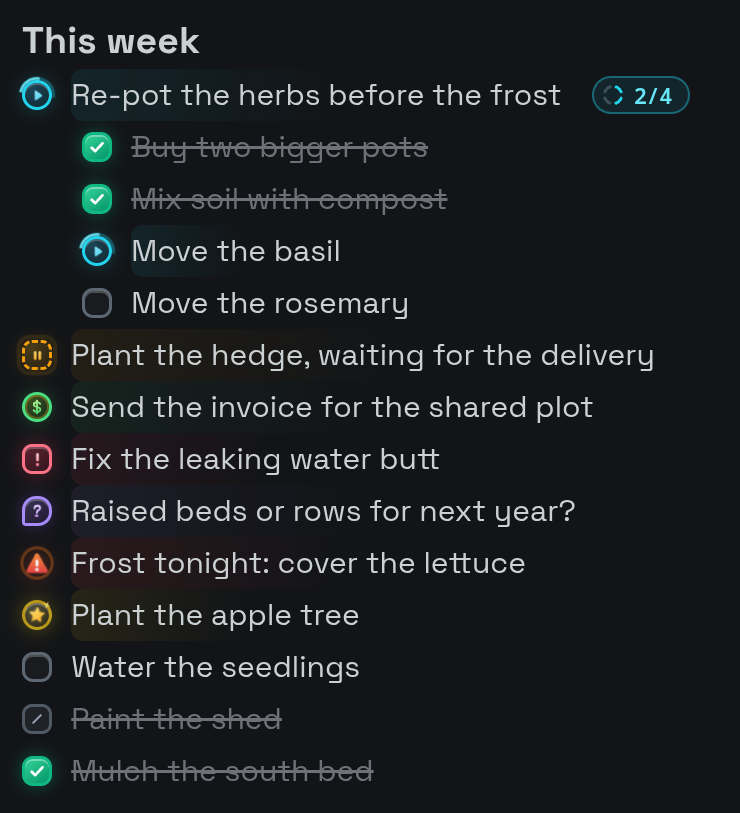 This week
Re-pot the herbs before the frost 2/4
Buy two bigger pots
Mix soil with compost
Move the basil
Move the rosemary
Plant the hedge, waiting for the delivery
$ Send the invoice for the shared plot
! Fix the leaking water butt
? Raised beds or rows for next year?
Frost tonight: cover the lettuce
Plant the apple tree
Water the seedlings
Paint the shed
Mulch the south bed